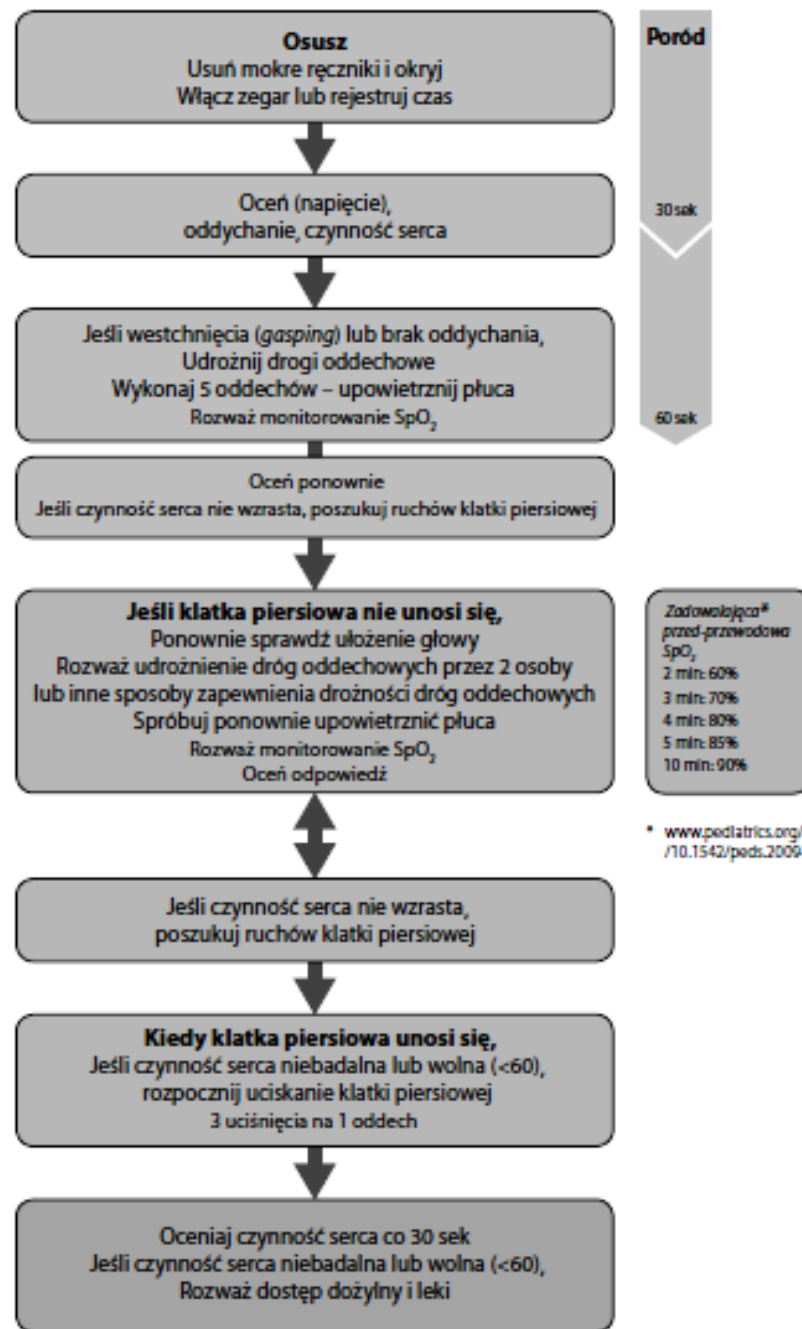 Osusz
Usuń mokre ręczniki i okryj
Włącz zegar lub rejestruj czas
Poród
Oceń (napięcie),
oddychanie, czynność serca
30 sek
Jeśli westchnięcia (gasping) lub brak oddychania,
Udrożnij drogi oddechowe
Wykonaj 5 oddechów – upowietrznij płuca
Rozważ monitorowanie SpO₂
60 sek
Oceń ponownie
Jeśli czynność serca nie wzrasta, poszukuj ruchów klatki piersiowej
Jeśli klatka piersiowa nie unosi się,
Ponownie sprawdź ułożenie głowy
Rozważ udrożnienie dróg oddechowych przez 2 osoby
lub inne sposoby zapewnienia drożności dróg oddechowych
Spróbuj ponownie upowietrznić płuca
Rozważ monitorowanie SpO₂
Oceń odpowiedź
Zadowalająca*
przed-przewodowa
SpO₂
2 min: 60%
3 min: 70%
4 min: 80%
5 min: 85%
10 min: 90%
* www.pediatrics.org/
/10.1542/peds.2009
Jeśli czynność serca nie wzrasta,
poszukuj ruchów klatki piersiowej
Kiedy klatka piersiowa unosi się,
Jeśli czynność serca niebadalna lub wolna (<60),
rozpocznij uciskanie klatki piersiowej
3 uciśnięcia na 1 oddech
Oceniaj czynność serca co 30 sek
Jeśli czynność serca niebadalna lub wolna (<60),
Rozważ dostęp dożylny i leki